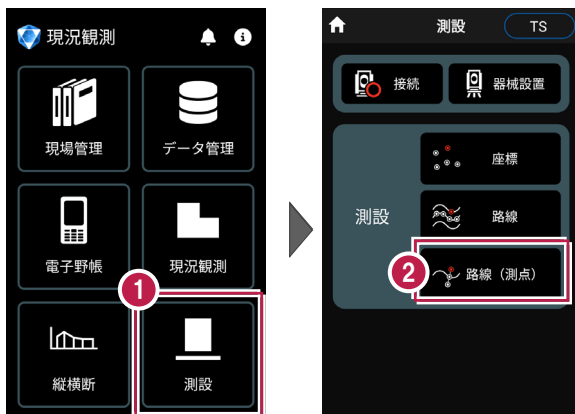 現況観測
現場管理
データ管理
電子野帳
現況観測
1
縦横断
測設
測設
TS
接続
器械設置
測設
座標
路線
2
路線（測点）